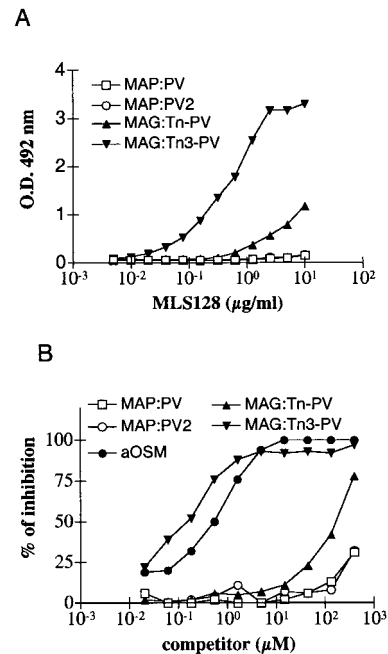 A
MAP:PV
MAP:PV2
MAG:Tn-PV
MAG:Tn3-PV
O.D. 492 nm
4
3
2
1
0
10⁻³ 10⁻² 10⁻¹ 10⁰ 10¹ 10²
MLS128 (µg/ml)
B
MAP:PV MAG:Tn-PV
MAP:PV2 MAG:Tn3-PV
aOSM
% of inhibition
100
75
50
25
0
10⁻³ 10⁻² 10⁻¹ 10⁰ 10¹ 10² 10³
competitor (µM)